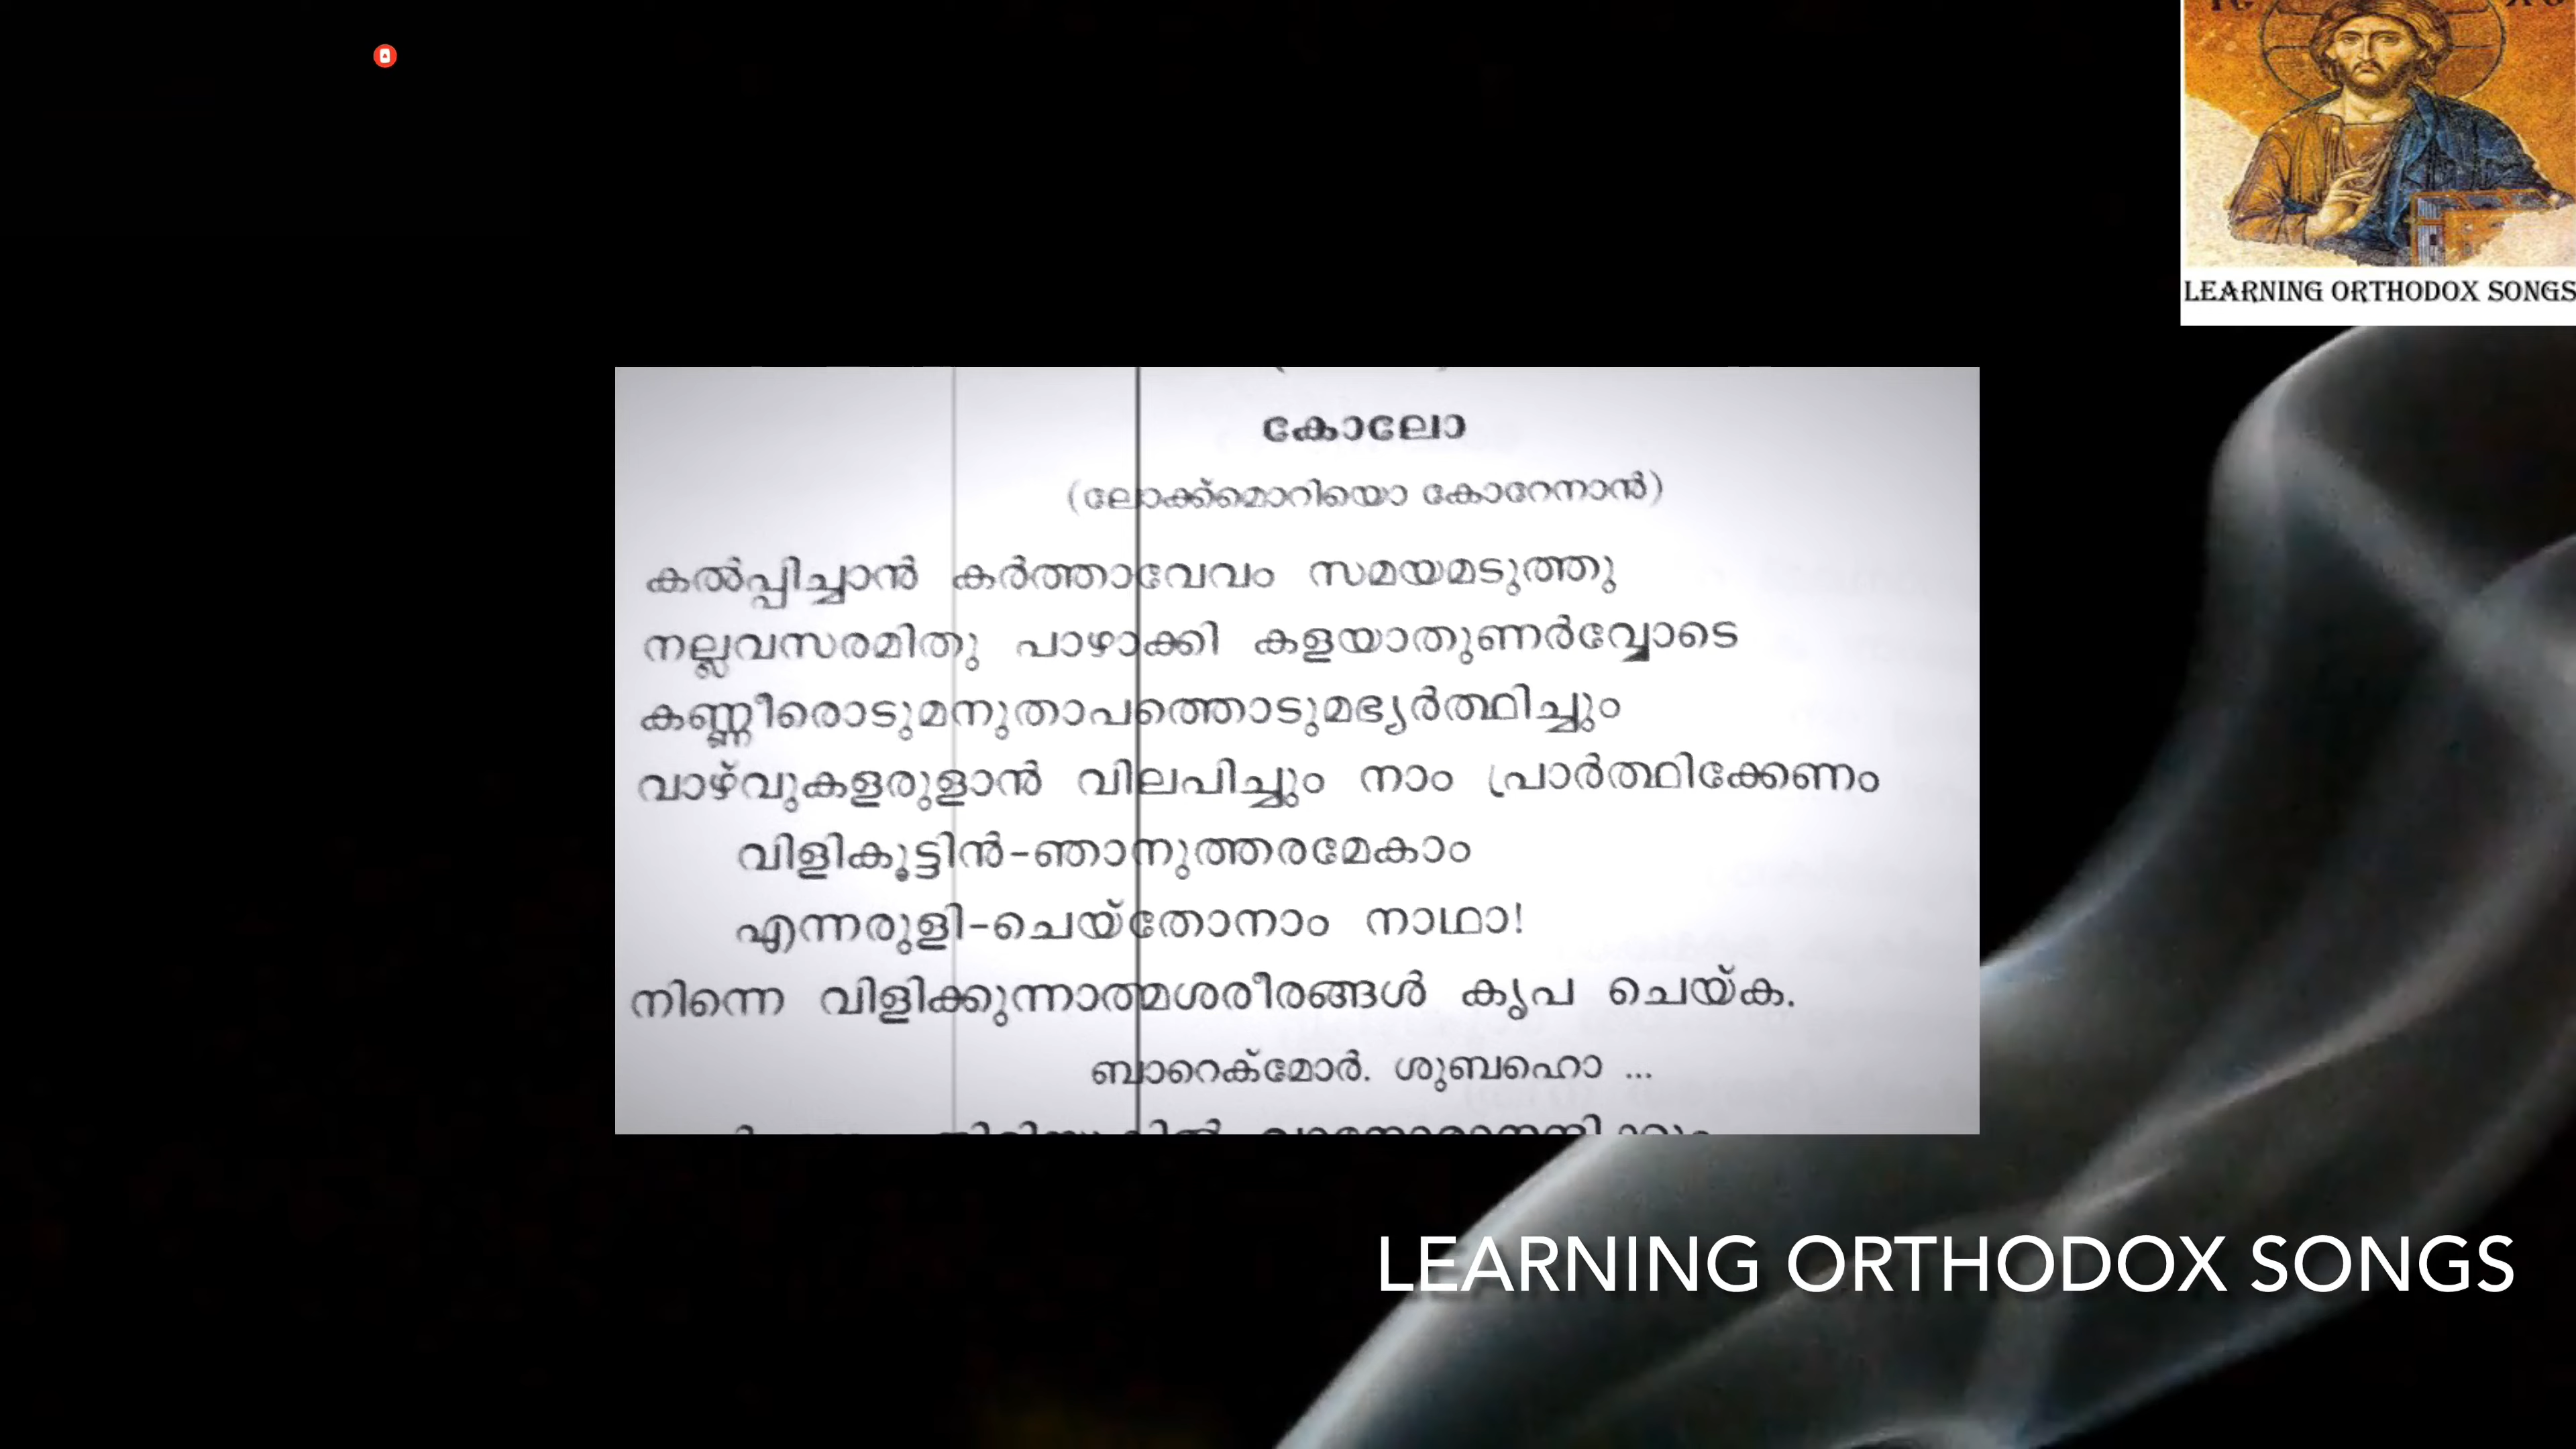 LEARNING ORTHODOX SONGS
കോലോ
(ലോക്ക്മൊറിയൊ കോറേനാൻ)
കൽപ്പിച്ചാൻ കർത്താവേവം സമയമടുത്തു
നല്ലവസരമിതു പാഴാക്കി കളയാതുണർവ്വോടെ
കണ്ണീരൊടുമനുതാപത്തൊടുമഭ്യർത്ഥിച്ചും
വാഴ്‌വുകളരുളാൻ വിലപിച്ചും നാം പ്രാർത്ഥിക്കേണം
വിളികൂട്ടിൻ-ഞാനുത്തരമേകാം
എന്നരുളി-ചെയ്തോനാം നാഥാ!
നിന്നെ വിളിക്കുന്നാത്മശരീരങ്ങൾ കൃപ ചെയ്ക.
ബാറെക്മോർ. ശുബഹൊ ...
LEARNING ORTHODOX SONGS